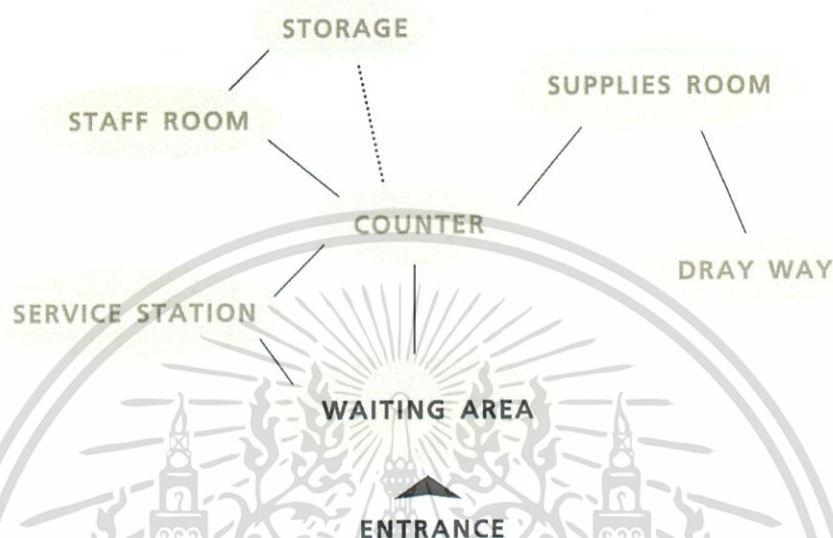 STORAGE
SUPPLIES ROOM
STAFF ROOM
COUNTER
DRAY WAY
SERVICE STATION
WAITING AREA
ENTRANCE